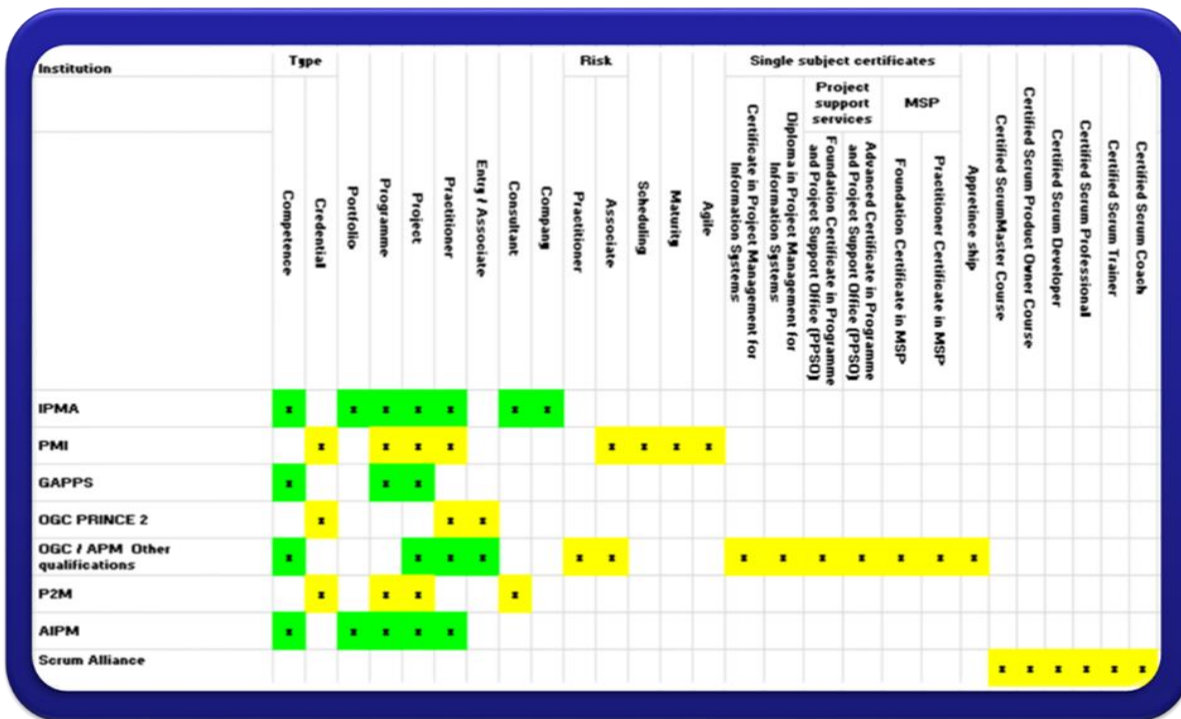 Institution
Type
Risk
Single subject certificates
Project
support
services
MSP
Competence
Credential
Portfolio
Programme
Project
Practitioner
Entry / Associate
Consultant
Company
Practitioner
Associate
Scheduling
Maturity
Agile
Certificate in Project Management for
Information Systems
Diploma in Project Management for
Information Systems
Foundation Certificate in Programme
and Project Support Office (PPSO)
Advanced Certificate in Programme
and Project Support Office (PPSO)
Foundation Certificate in MSP
Practitioner Certificate in MSP
Appretince ship
Certified ScrumMaster Course
Certified Scrum Product Owner Course
Certified Scrum Developer
Certified Scrum Professional
Certified Scrum Trainer
Certified Scrum Coach
IPMA x x x x x x x
PMI x x x x x x x x
GAPPS x x x
OGC PRINCE 2 x x x
OGC / APM Other
qualifications x x x x x x x x x x x x x
P2M x x x x
AIPM x x x x x
Scrum Alliance x x x x x x